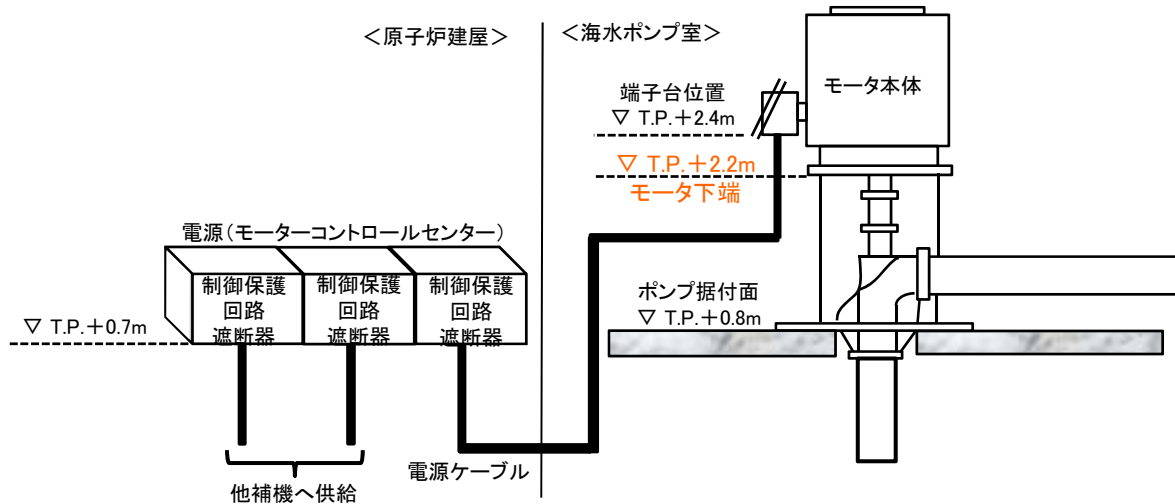 ＜原子炉建屋＞
＜海水ポンプ室＞
モータ本体
端子台位置
▽ T.P.＋2.4m
▽ T.P.＋2.2m
モータ下端
電源（モーターコントロールセンター）
制御保護
回路
遮断器
制御保護
回路
遮断器
制御保護
回路
遮断器
▽ T.P.＋0.7m
ポンプ据付面
▽ T.P.＋0.8m
電源ケーブル
他補機へ供給